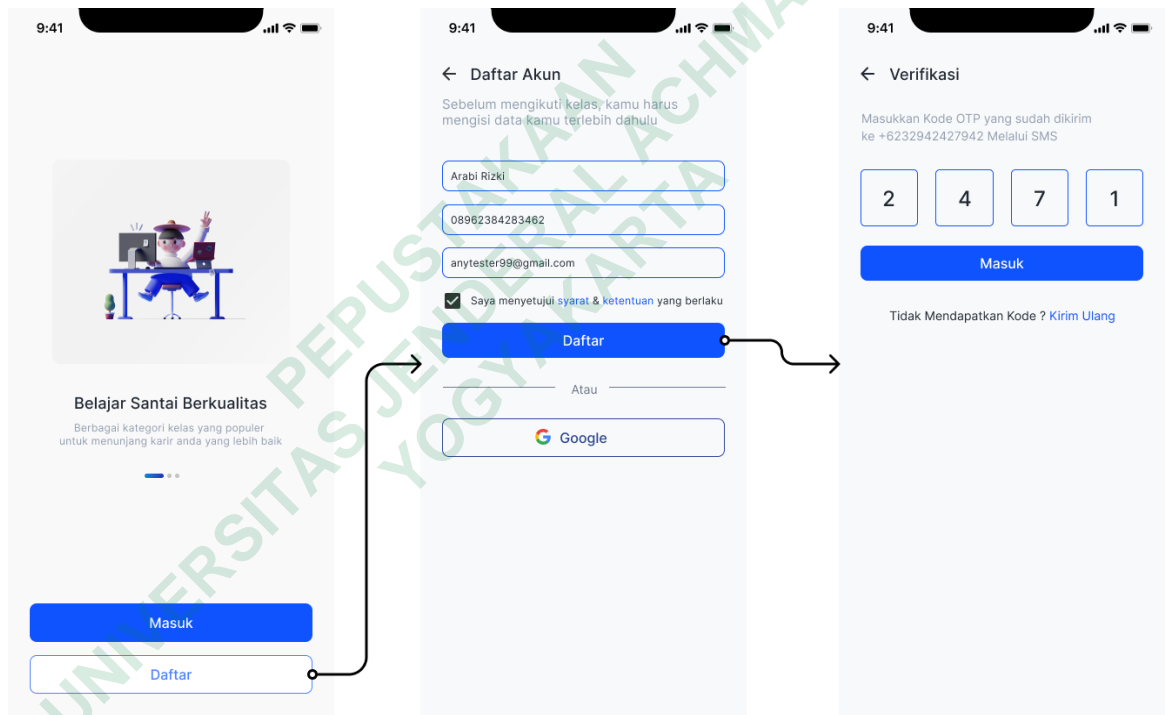 9:41
Belajar Santai Berkualitas
Berbagai kategori kelas yang populer
untuk menunjang karir anda yang lebih baik
Masuk
Daftar
9:41
Daftar Akun
Sebelum mengikuti kelas, kamu harus
mengisi data kamu terlebih dahulu
Arabi Rizki
08962384283462
anytester99@gmail.com
Saya menyetujui syarat & ketentuan yang berlaku
Daftar
Atau
G Google
9:41
Verifikasi
Masukkan Kode OTP yang sudah dikirim
ke +6232942427942 Melalui SMS
2 4 7 1
Masuk
Tidak Mendapatkan Kode ? Kirim Ulang
PEPUSTAKAAN
UNIVERSITAS JENDERAL ACHMA
YOGYAKARTA